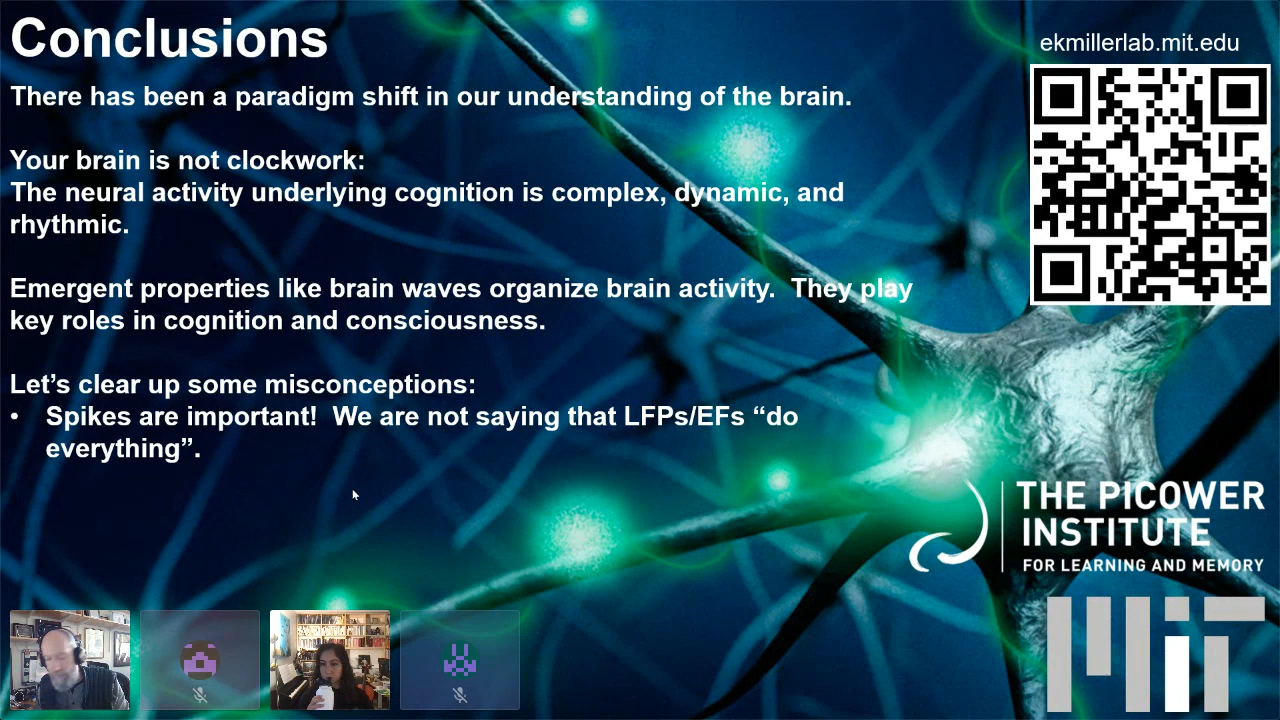 Conclusions
ekmillerlab.mit.edu
There has been a paradigm shift in our understanding of the brain.
Your brain is not clockwork:
The neural activity underlying cognition is complex, dynamic, and
rhythmic.
Emergent properties like brain waves organize brain activity.  They play
key roles in cognition and consciousness.
Let’s clear up some misconceptions:
• Spikes are important!  We are not saying that LFPs/EFs “do
everything”.
THE PICOWER
INSTITUTE
FOR LEARNING AND MEMORY
MIT